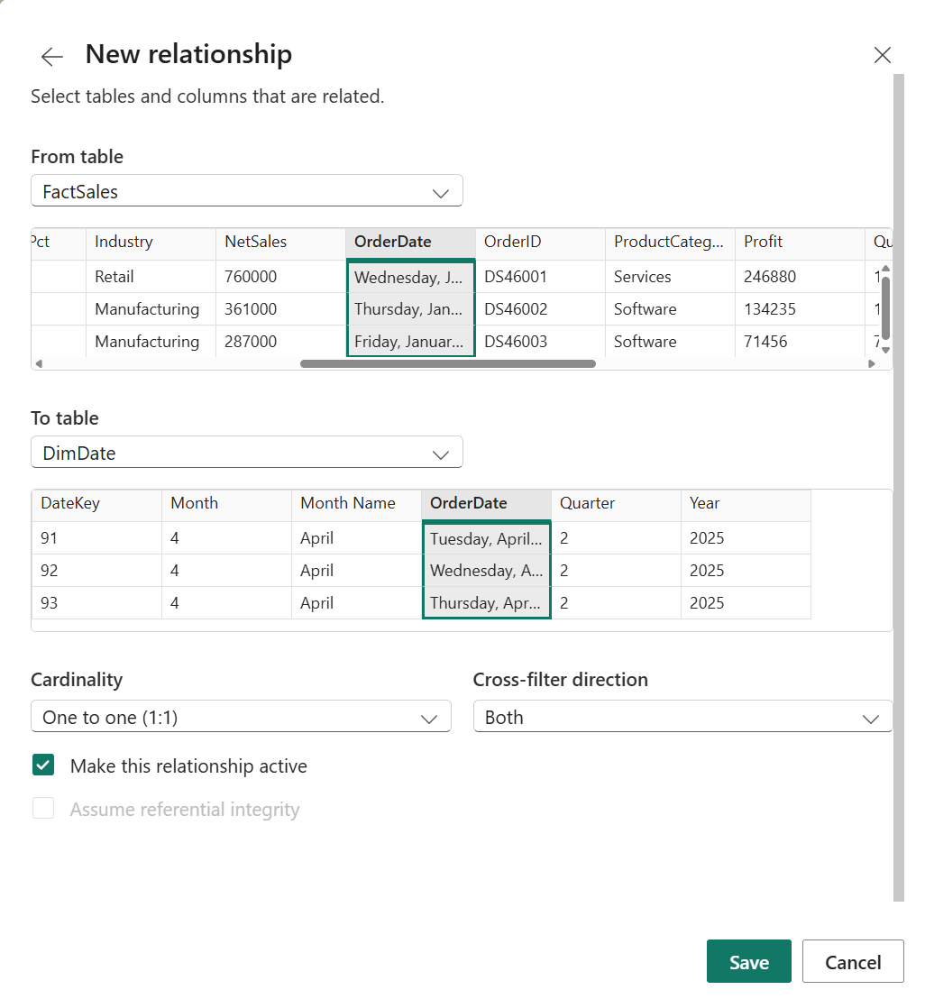 New relationship
Select tables and columns that are related.
From table
FactSales
Pct Industry NetSales OrderDate OrderID ProductCateg... Profit Qu
Retail 760000 Wednesday, J... DS46001 Services 246880 1
Manufacturing 361000 Thursday, Jan... DS46002 Software 134235 1
Manufacturing 287000 Friday, Januar... DS46003 Software 71456 7
To table
DimDate
DateKey Month Month Name OrderDate Quarter Year
91 4 April Tuesday, April... 2 2025
92 4 April Wednesday, A... 2 2025
93 4 April Thursday, Apr... 2 2025
Cardinality Cross-filter direction
One to one (1:1) Both
Make this relationship active
Assume referential integrity
Save Cancel